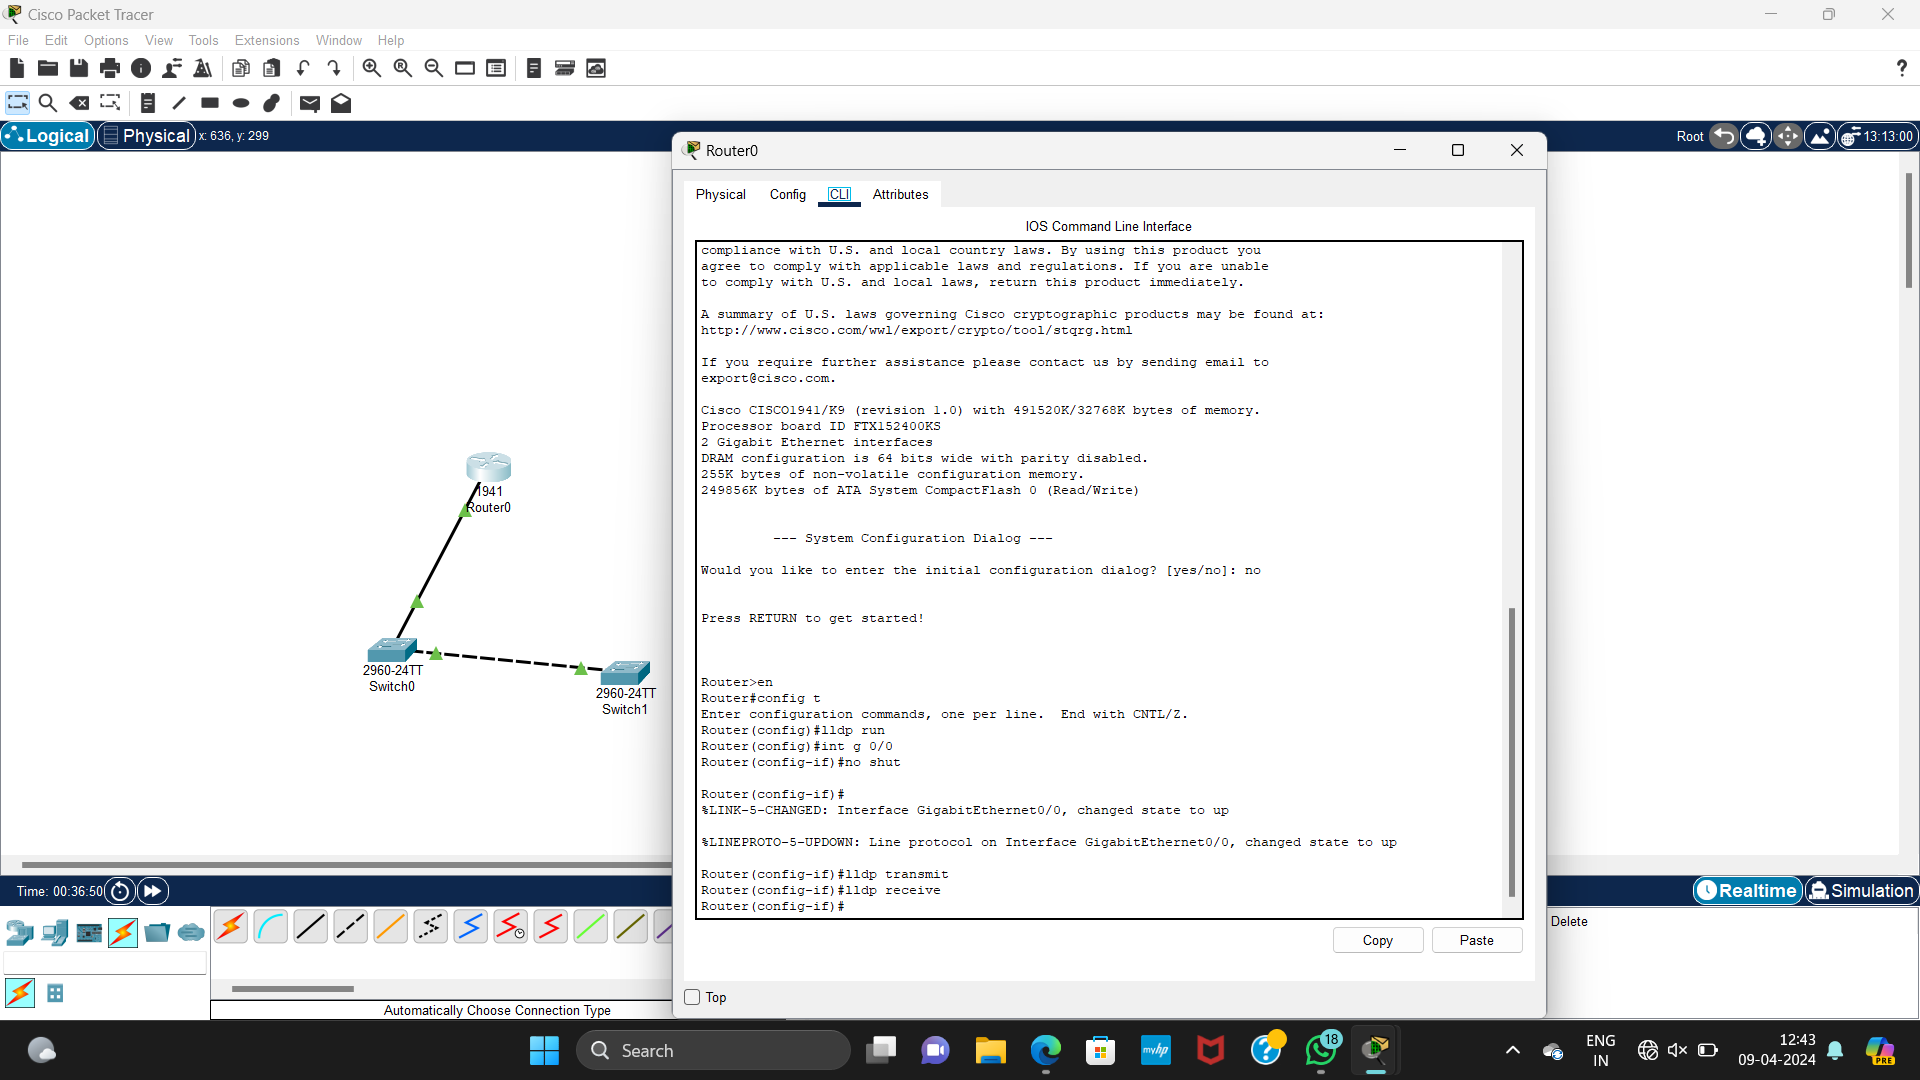 Cisco Packet Tracer
File Edit Options View Tools Extensions Window Help
?
Logical Physical x: 636, y: 299
Root 13:13:00
Router0
Physical Config CLI Attributes
IOS Command Line Interface
compliance with U.S. and local country laws. By using this product you
agree to comply with applicable laws and regulations. If you are unable
to comply with U.S. and local laws, return this product immediately.
A summary of U.S. laws governing Cisco cryptographic products may be found at:
http://www.cisco.com/wwl/export/crypto/tool/stqrg.html
If you require further assistance please contact us by sending email to
export@cisco.com.
Cisco CISCO1941/K9 (revision 1.0) with 491520K/32768K bytes of memory.
Processor board ID FTX152400KS
2 Gigabit Ethernet interfaces
DRAM configuration is 64 bits wide with parity disabled.
255K bytes of non-volatile configuration memory.
249856K bytes of ATA System CompactFlash 0 (Read/Write)
--- System Configuration Dialog ---
Would you like to enter the initial configuration dialog? [yes/no]: no
Press RETURN to get started!
Router>en
Router#config t
Enter configuration commands, one per line.  End with CNTL/Z.
Router(config)#lldp run
Router(config)#int g 0/0
Router(config-if)#no shut
Router(config-if)#
%LINK-5-CHANGED: Interface GigabitEthernet0/0, changed state to up
%LINEPROTO-5-UPDOWN: Line protocol on Interface GigabitEthernet0/0, changed state to up
Router(config-if)#lldp transmit
Router(config-if)#lldp receive
Router(config-if)#
Copy Paste
Top
1941
Router0
2960-24TT
Switch0
2960-24TT
Switch1
Time: 00:36:50
Realtime Simulation
Delete
Automatically Choose Connection Type
Search
myhp
18
ENG
IN
12:43
09-04-2024
PRE